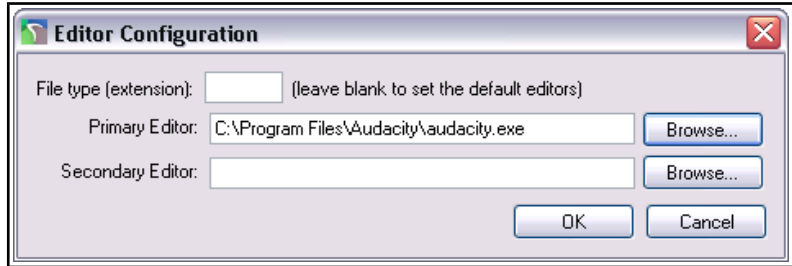 Editor Configuration
File type (extension): (leave blank to set the default editors)
Primary Editor: C:\Program Files\Audacity\audacity.exe Browse...
Secondary Editor: Browse...
OK Cancel